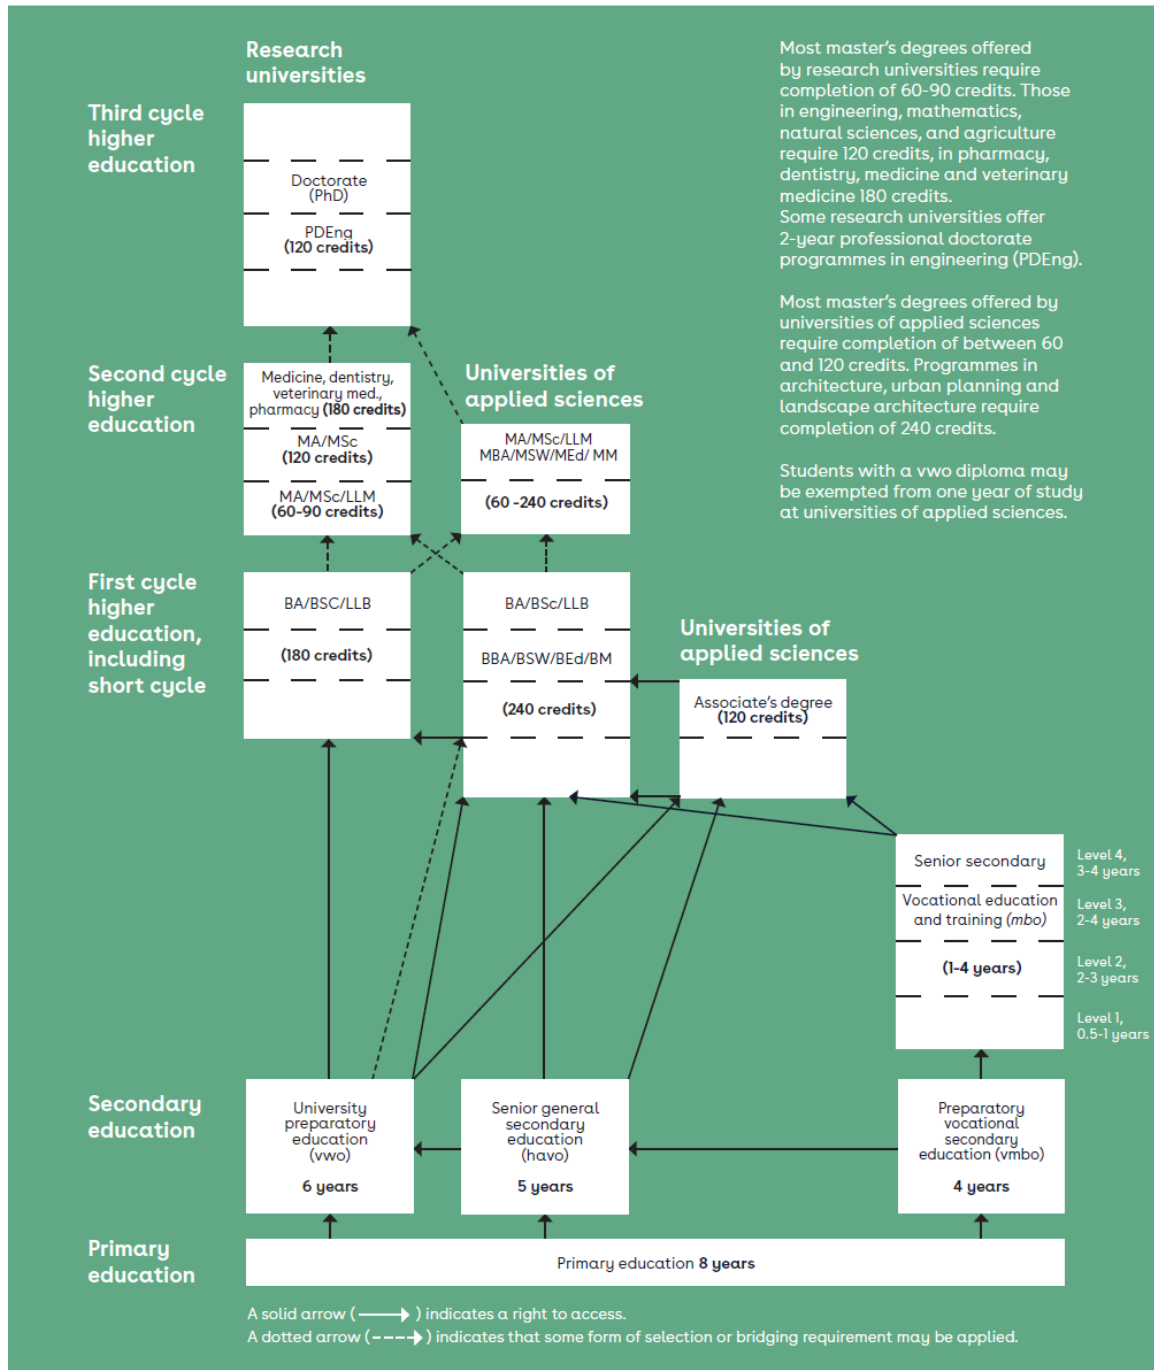 Research
universities
Most master's degrees offered
by research universities require
completion of 60-90 credits. Those
in engineering, mathematics,
natural sciences, and agriculture
require 120 credits, in pharmacy,
dentistry, medicine and veterinary
medicine 180 credits.
Some research universities offer
2-year professional doctorate
programmes in engineering (PDEng).
Most master's degrees offered by
universities of applied sciences
require completion of between 60
and 120 credits. Programmes in
architecture, urban planning and
landscape architecture require
completion of 240 credits.
Students with a vwo diploma may
be exempted from one year of study
at universities of applied sciences.
Third cycle
higher
education
Doctorate
(PhD)
PDEng
(120 credits)
Second cycle
higher
education
Medicine, dentistry,
veterinary med.,
pharmacy (180 credits)
MA/MSc
(120 credits)
MA/MSc/LLM
(60-90 credits)
Universities of
applied sciences
MA/MSc/LLM
MBA/MSW/MEd/ MM
(60 -240 credits)
First cycle
higher
education,
including
short cycle
BA/BSC/LLB
(180 credits)
BA/BSc/LLB
BBA/BSW/BEd/BM
(240 credits)
Universities of
applied sciences
Associate's degree
(120 credits)
Senior secondary
Vocational education
and training (mbo)
(1-4 years)
Level 4,
3-4 years
Level 3,
2-4 years
Level 2,
2-3 years
Level 1,
0.5-1 years
Secondary
education
University
preparatory
education
(vwo)
6 years
Senior general
secondary
education
(havo)
5 years
Preparatory
vocational
secondary
education (vmbo)
4 years
Primary
education
Primary education 8 years
A solid arrow ( ) indicates a right to access.
A dotted arrow ( ) indicates that some form of selection or bridging requirement may be applied.